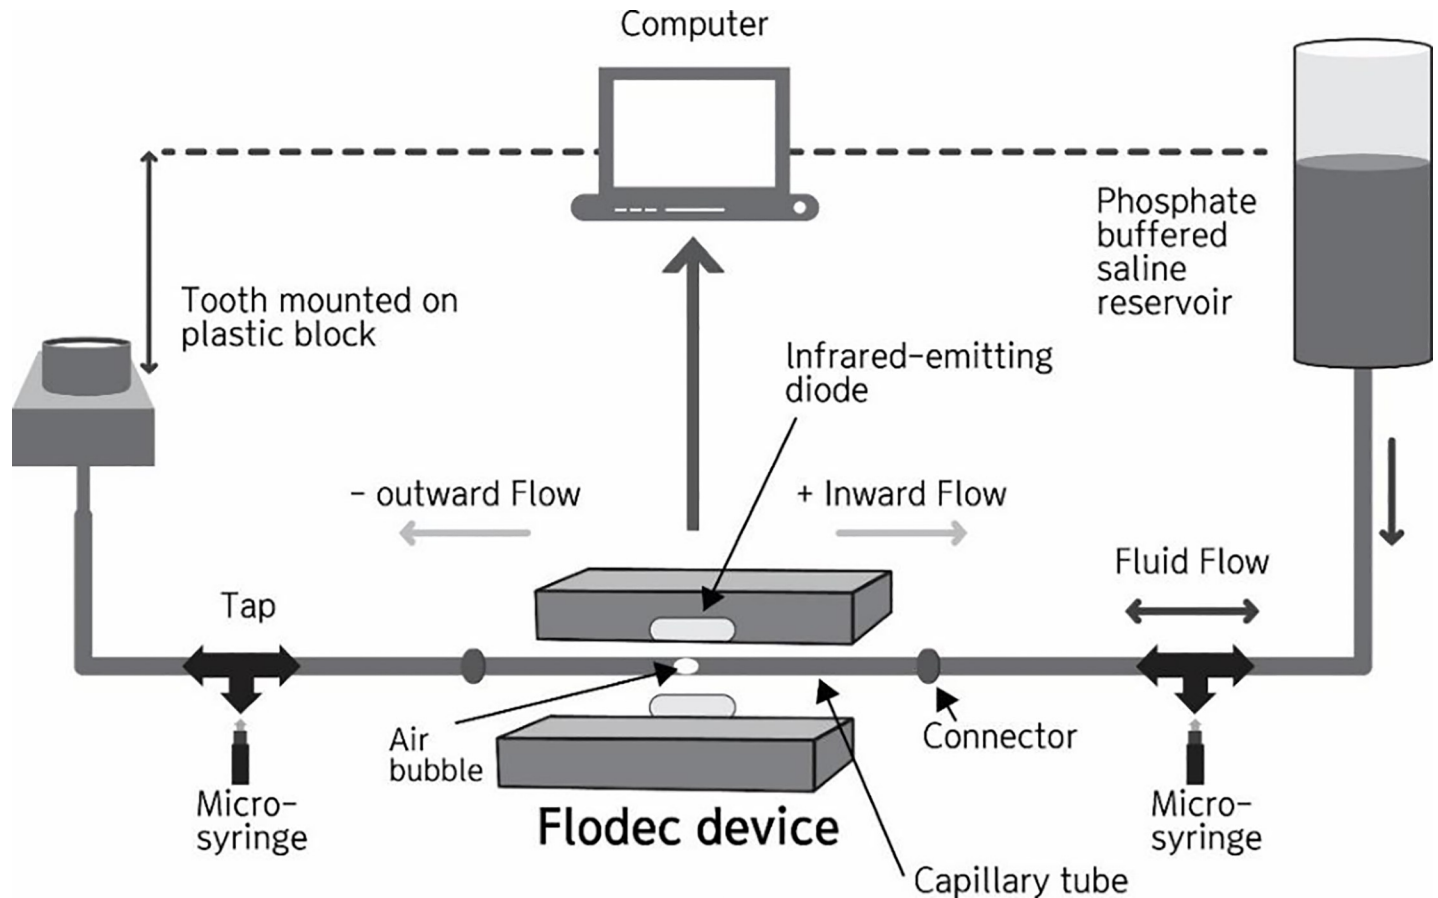 Computer
Phosphate
buffered
saline
reservoir
Tooth mounted on
plastic block
Infrared-emitting
diode
- outward Flow
+ Inward Flow
Fluid Flow
Tap
Air
bubble
Connector
Micro-
syringe
Micro-
syringe
Flodec device
Capillary tube